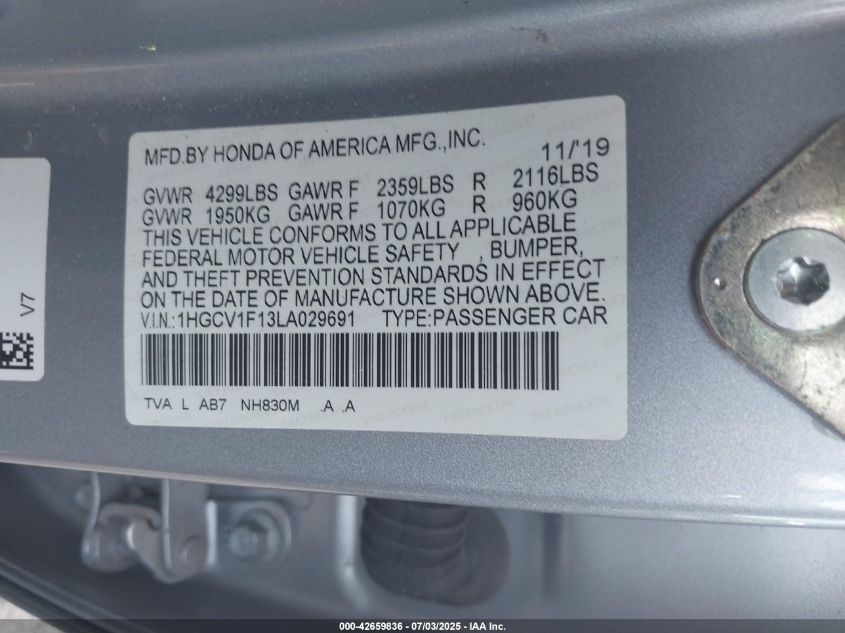 MFD.BY HONDA OF AMERICA MFG.,INC. 11/'19
GVWR 4299LBS GAWR F 2359LBS R 2116LBS
GVWR 1950KG GAWR F 1070KG R 960KG
THIS VEHICLE CONFORMS TO ALL APPLICABLE
FEDERAL MOTOR VEHICLE SAFETY , BUMPER,
AND THEFT PREVENTION STANDARDS IN EFFECT
ON THE DATE OF MANUFACTURE SHOWN ABOVE.
V.I.N.:1HGCV1F13LA029691 TYPE:PASSENGER CAR
TVA L AB7 NH830M .A .A
V7
000-42659836 - 07/03/2025 - IAA Inc.